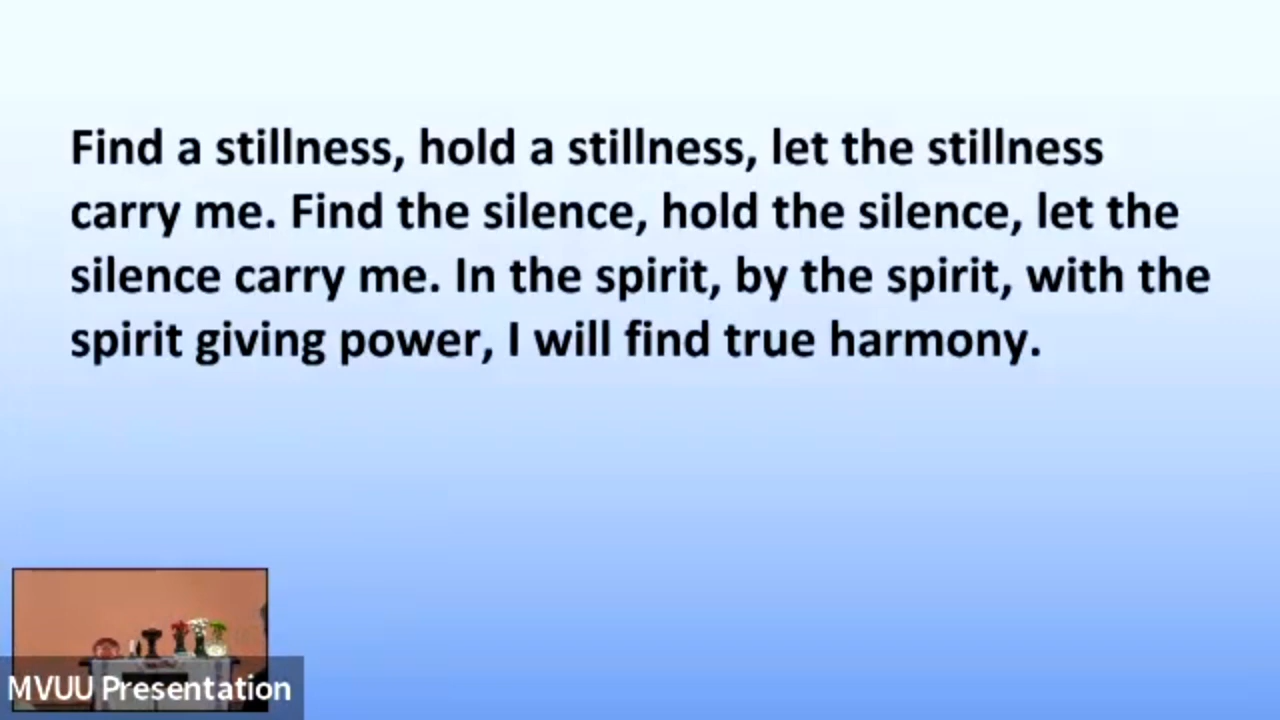 Find a stillness, hold a stillness, let the stillness
carry me. Find the silence, hold the silence, let the
silence carry me. In the spirit, by the spirit, with the
spirit giving power, I will find true harmony.
MVUU Presentation